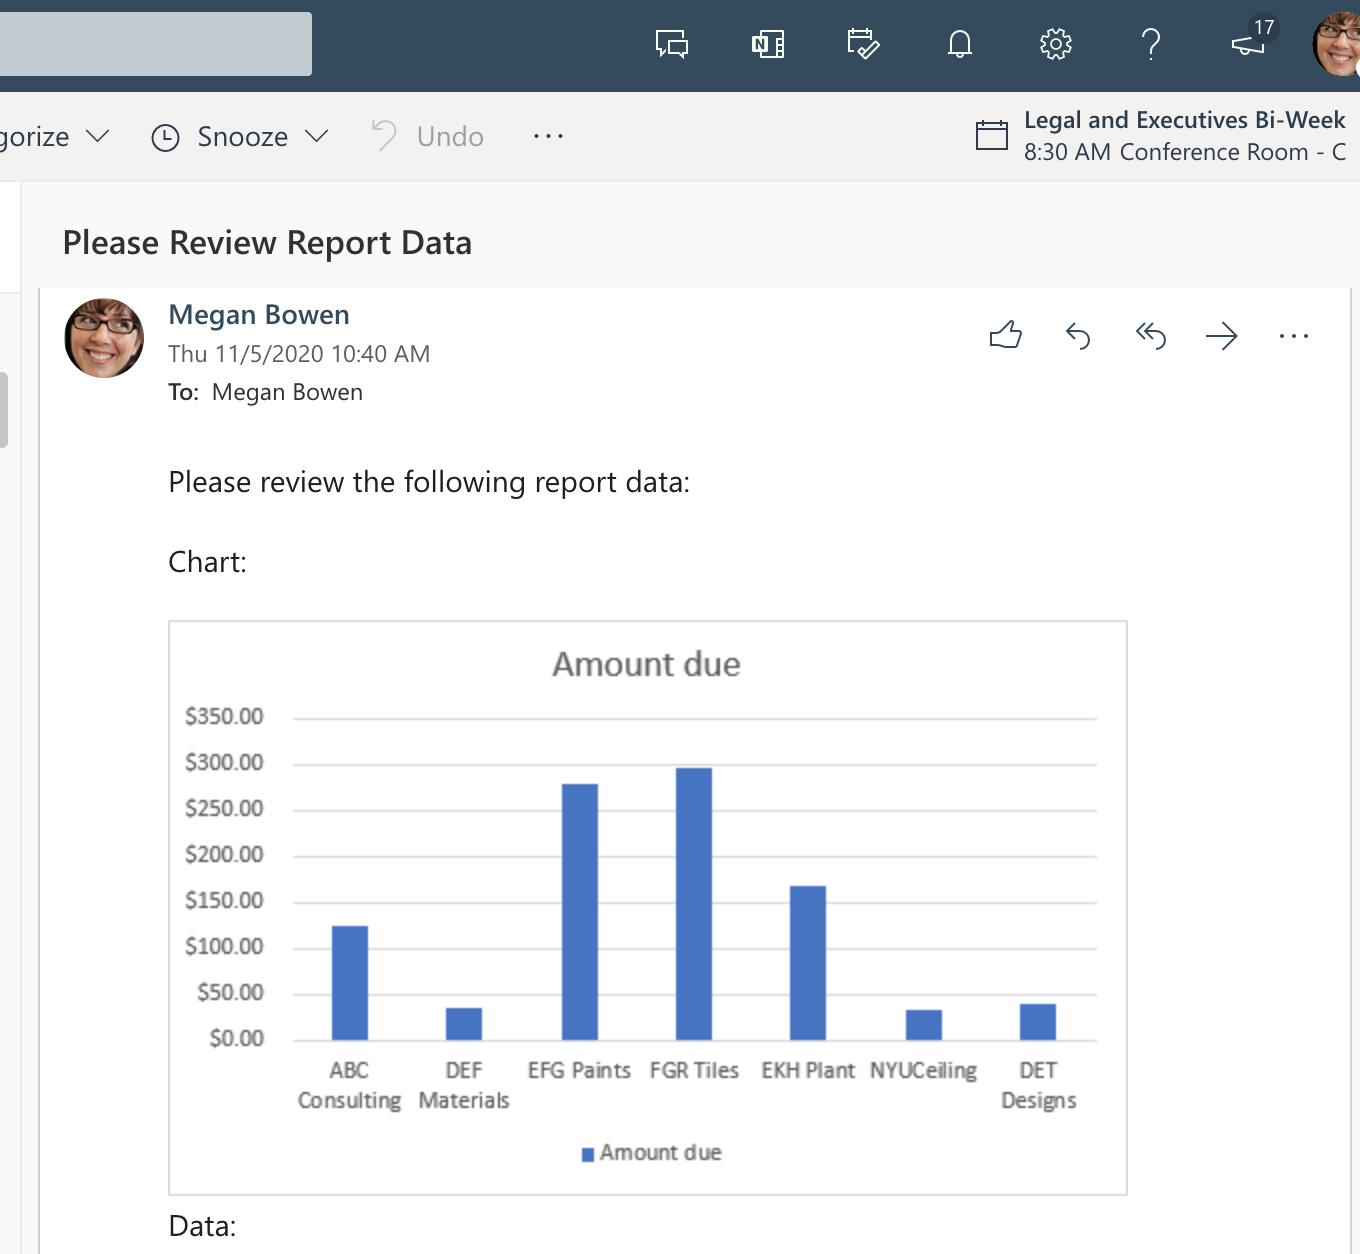 17
gorize
Snooze
Undo
Legal and Executives Bi-Week
8:30 AM Conference Room - C
Please Review Report Data
Megan Bowen
Thu 11/5/2020 10:40 AM
To: Megan Bowen
Please review the following report data:
Chart:
Amount due
$350.00
$300.00
$250.00
$200.00
$150.00
$100.00
$50.00
$0.00
ABC Consulting
DEF Materials
EFG Paints
FGR Tiles
EKH Plant
NYUCeiling
DET Designs
Amount due
Data: